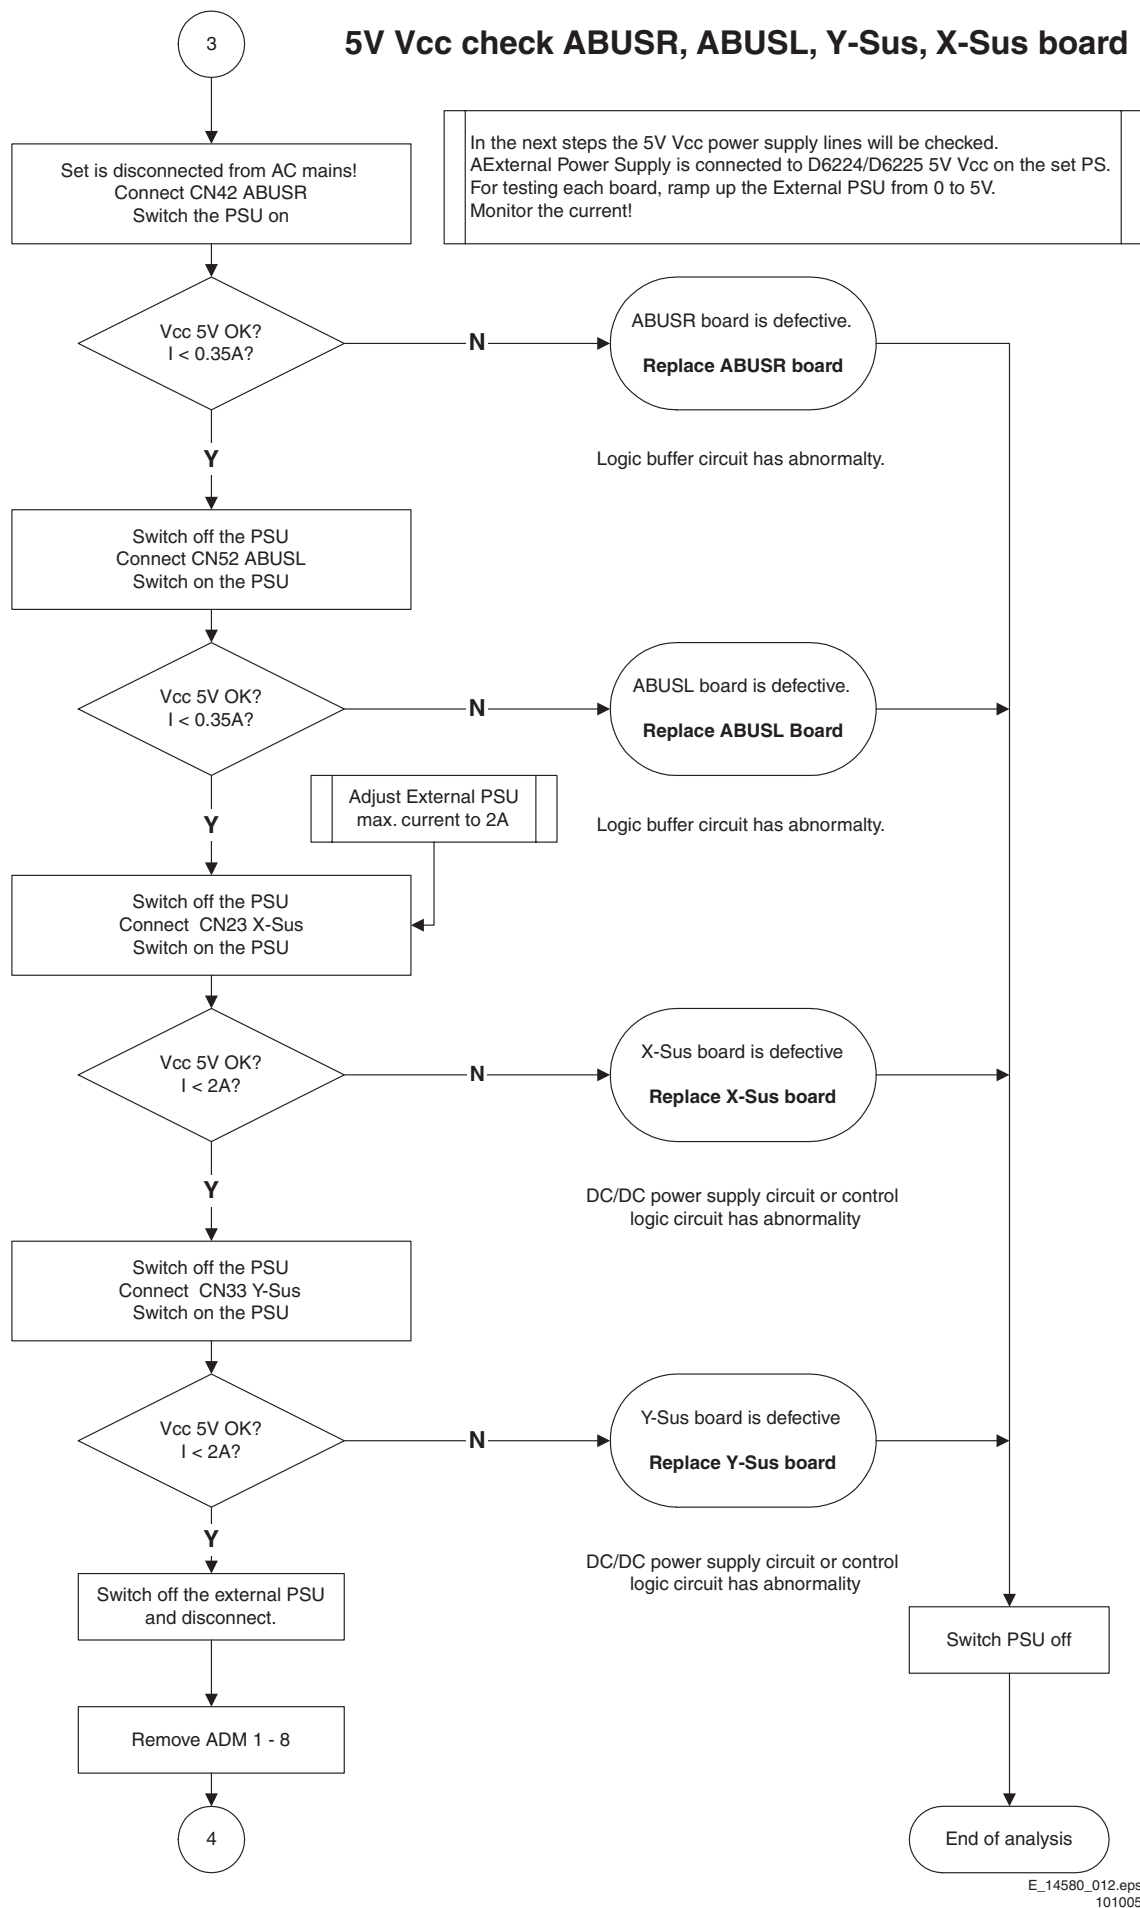 3
5V Vcc check ABUSR, ABUSL, Y-Sus, X-Sus board
In the next steps the 5V Vcc power supply lines will be checked.
AExternal Power Supply is connected to D6224/D6225 5V Vcc on the set PS.
For testing each board, ramp up the External PSU from 0 to 5V.
Monitor the current!
Set is disconnected from AC mains!
Connect CN42 ABUSR
Switch the PSU on
Vcc 5V OK?
I < 0.35A?
N
ABUSR board is defective.
Replace ABUSR board
Y
Logic buffer circuit has abnormalty.
Switch off the PSU
Connect CN52 ABUSL
Switch on the PSU
Vcc 5V OK?
I < 0.35A?
N
ABUSL board is defective.
Replace ABUSL Board
Adjust External PSU
max. current to 2A
Y
Logic buffer circuit has abnormalty.
Switch off the PSU
Connect CN23 X-Sus
Switch on the PSU
Vcc 5V OK?
I < 2A?
N
X-Sus board is defective
Replace X-Sus board
Y
DC/DC power supply circuit or control
logic circuit has abnormality
Switch off the PSU
Connect CN33 Y-Sus
Switch on the PSU
Vcc 5V OK?
I < 2A?
N
Y-Sus board is defective
Replace Y-Sus board
Y
DC/DC power supply circuit or control
logic circuit has abnormality
Switch off the external PSU
and disconnect.
Switch PSU off
Remove ADM 1 - 8
4
End of analysis
E_14580_012.eps
101005